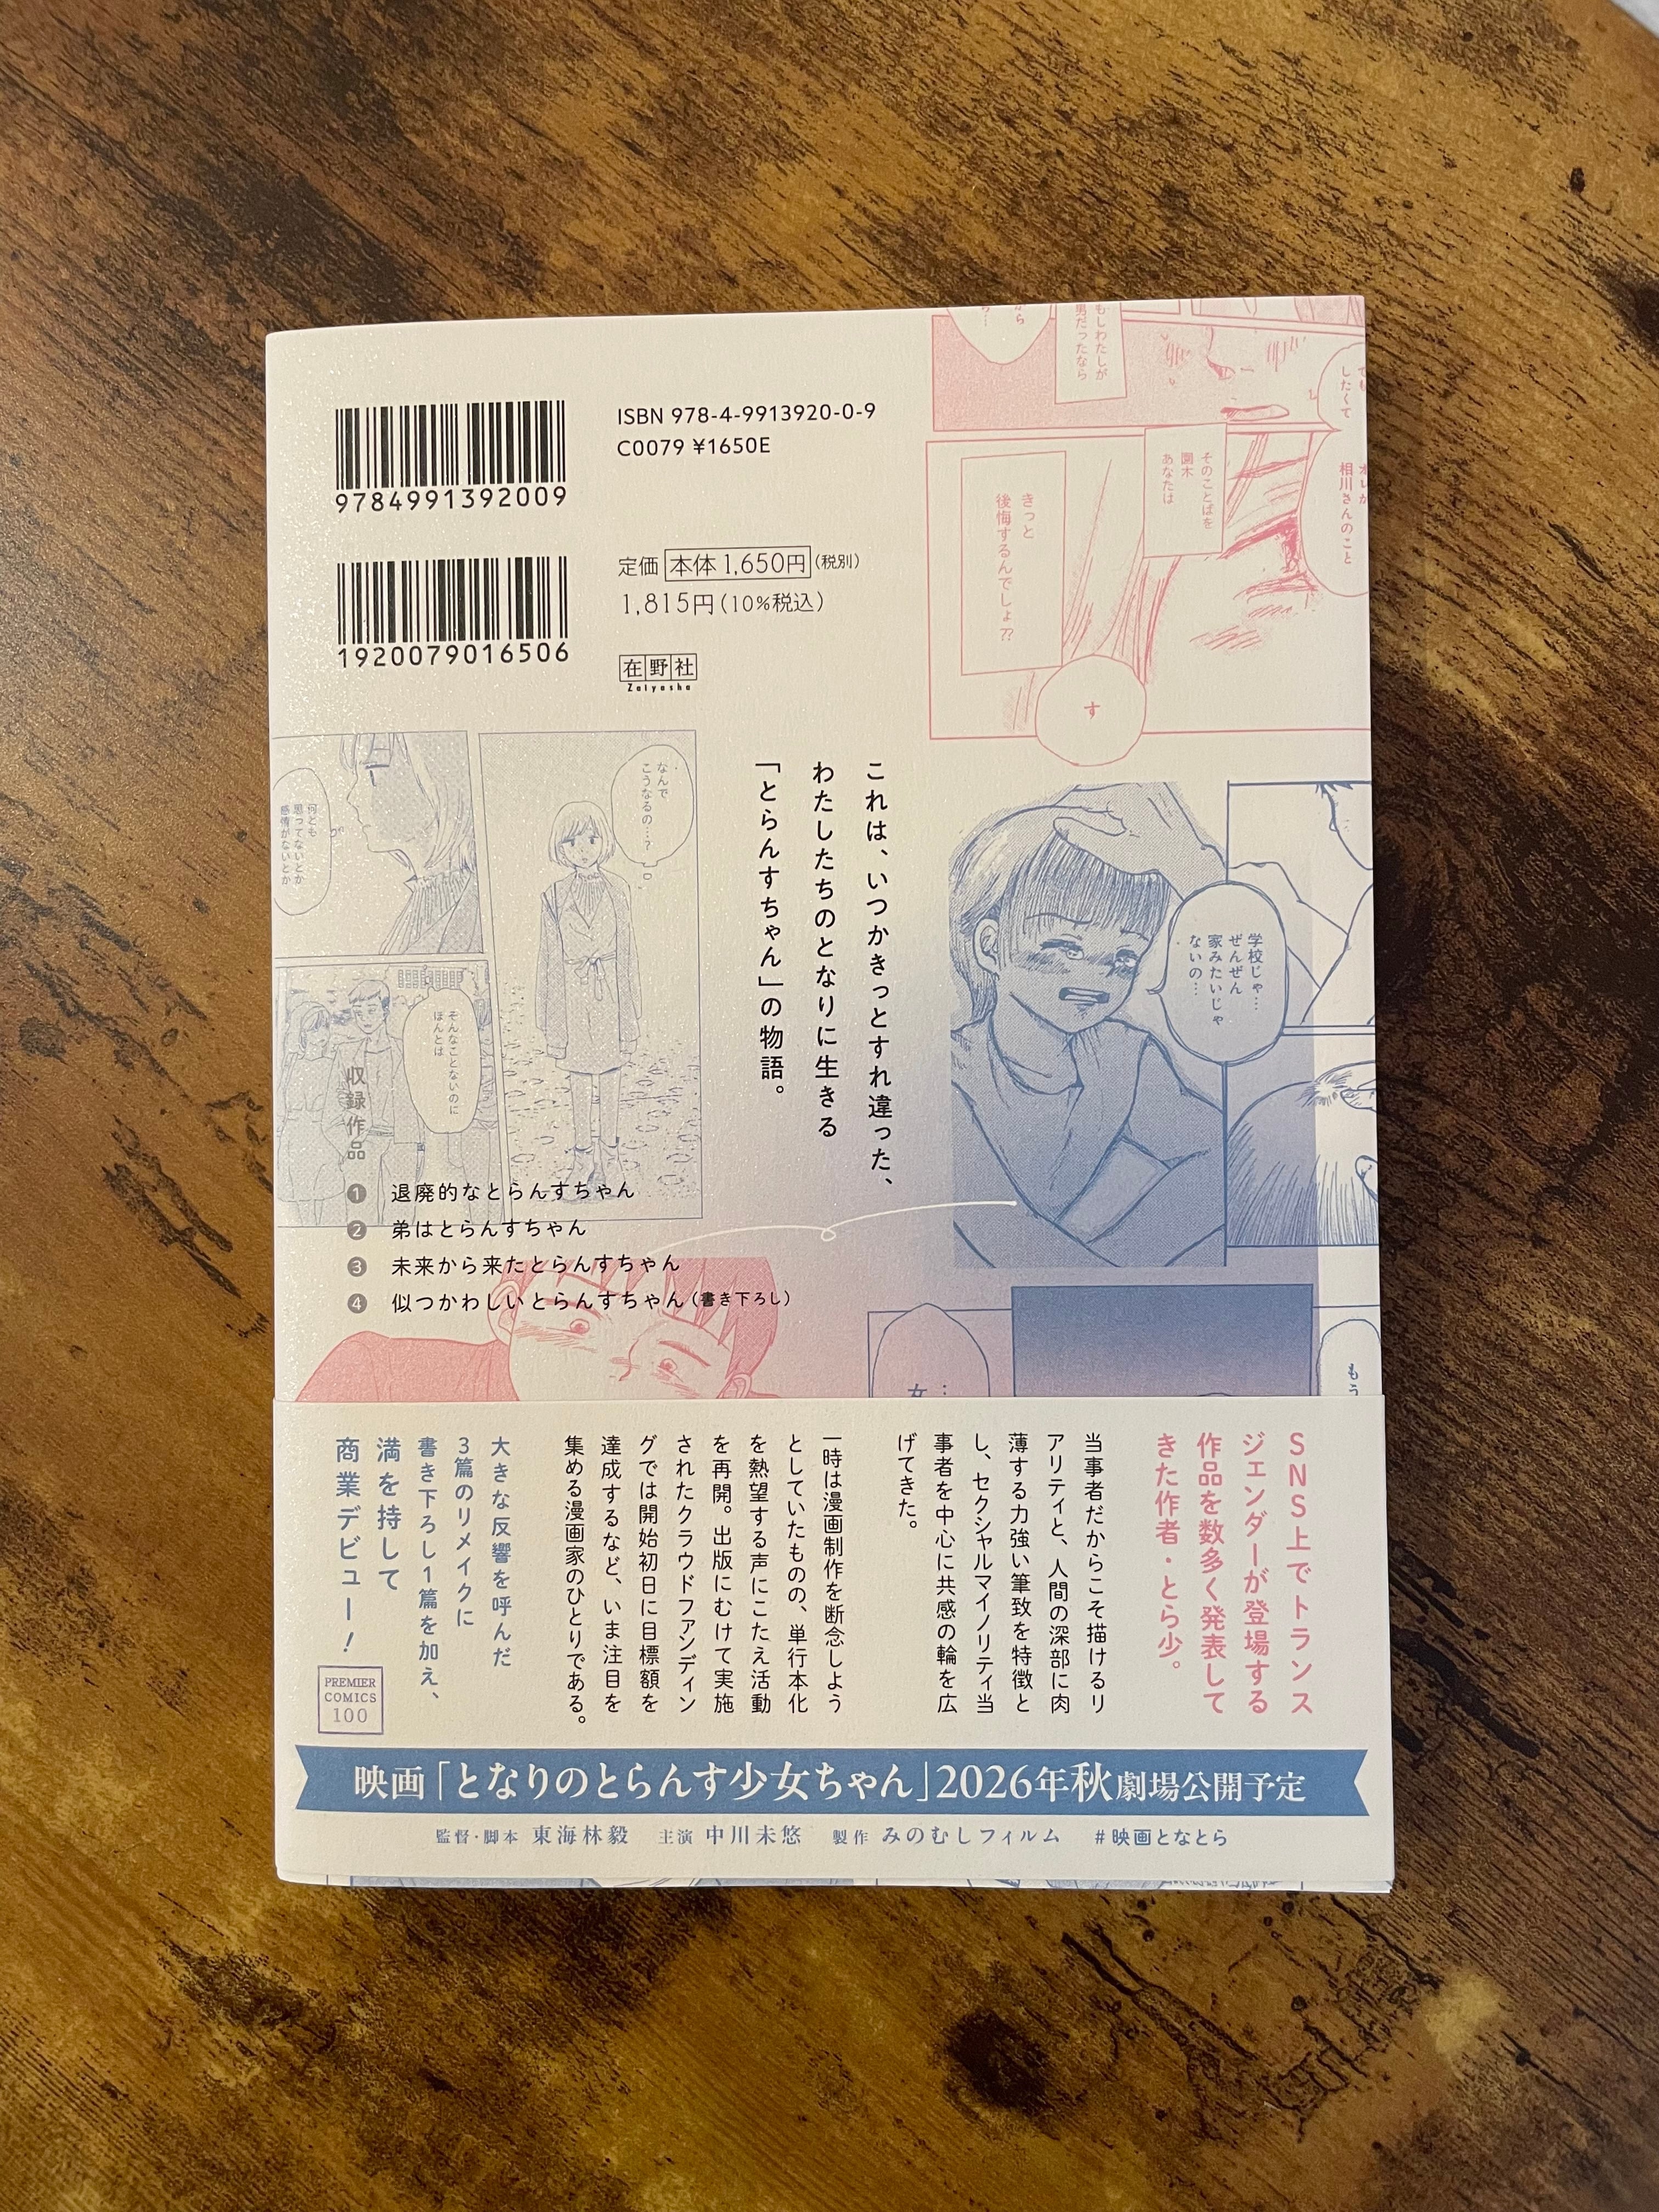 9784991392009
ISBN 978-4-9913920-0-9
C0079 ¥1650E
1920079016506
定価 本体 1,650円 (税別)
1,815円(10%税込)
在野社
Zaiyasha
もしわたしが
男だったなら
したくて
相川さんのこと
そのことばを
園木
あなたは
きっと
後悔するんでしょ⁇
す
なんで
こうなるの…?
何とも
思ってないとか
感情がないとか
そんなことないのに
ほんとは
学校じゃ…
ぜんぜん
家みたいじゃ
ないの…
これは、いつかきっとすれ違った、
わたしたちのとなりに生きる
「とらんすちゃん」の物語。
収録作品
1 退廃的なとらんすちゃん
2 弟はとらんすちゃん
3 未来から来たとらんすちゃん
4 似つかわしいとらんすちゃん(書き下ろし)
…
女
もう
SNS上でトランス
ジェンダーが登場する
作品を数多く発表して
きた作者・とら少。
当事者だからこそ描けるリ
アリティと、人間の深部に肉
薄する力強い筆致を特徴と
し、セクシャルマイノリティ当
事者を中心に共感の輪を広
げてきた。
一時は漫画制作を断念しよう
としていたものの、単行本化
を熱望する声にこたえ活動
を再開。出版にむけて実施
されたクラウドファンディン
グでは開始初日に目標額を
達成するなど、いま注目を
集める漫画家のひとりである。
大きな反響を呼んだ
3篇のリメイクに
書き下ろし1篇を加え、
満を持して
商業デビュー!
PREMIER
COMICS
100
映画「となりのとらんす少女ちゃん」2026年秋劇場公開予定
監督・脚本 東海林毅 主演 中川未悠 製作 みのむしフィルム #映画となとら